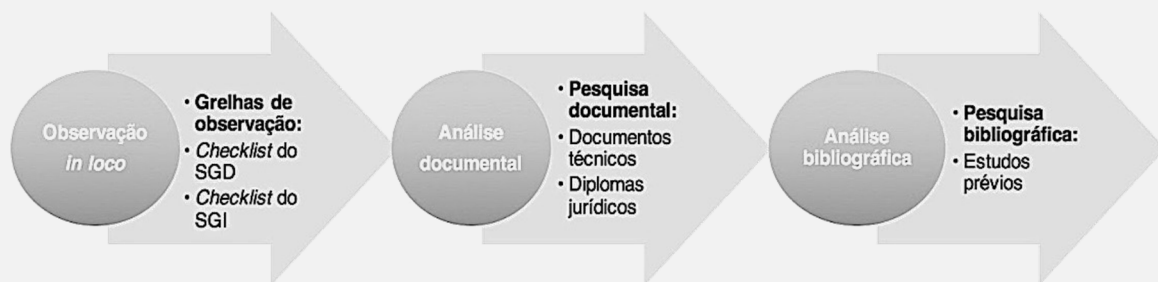 Observação
in loco
• Grelhas de
observação:
• Checklist do
SGD
• Checklist do
SGI
Análise
documental
• Pesquisa
documental:
• Documentos
técnicos
• Diplomas
jurídicos
Análise
bibliográfica
• Pesquisa
bibliográfica:
• Estudos
prévios